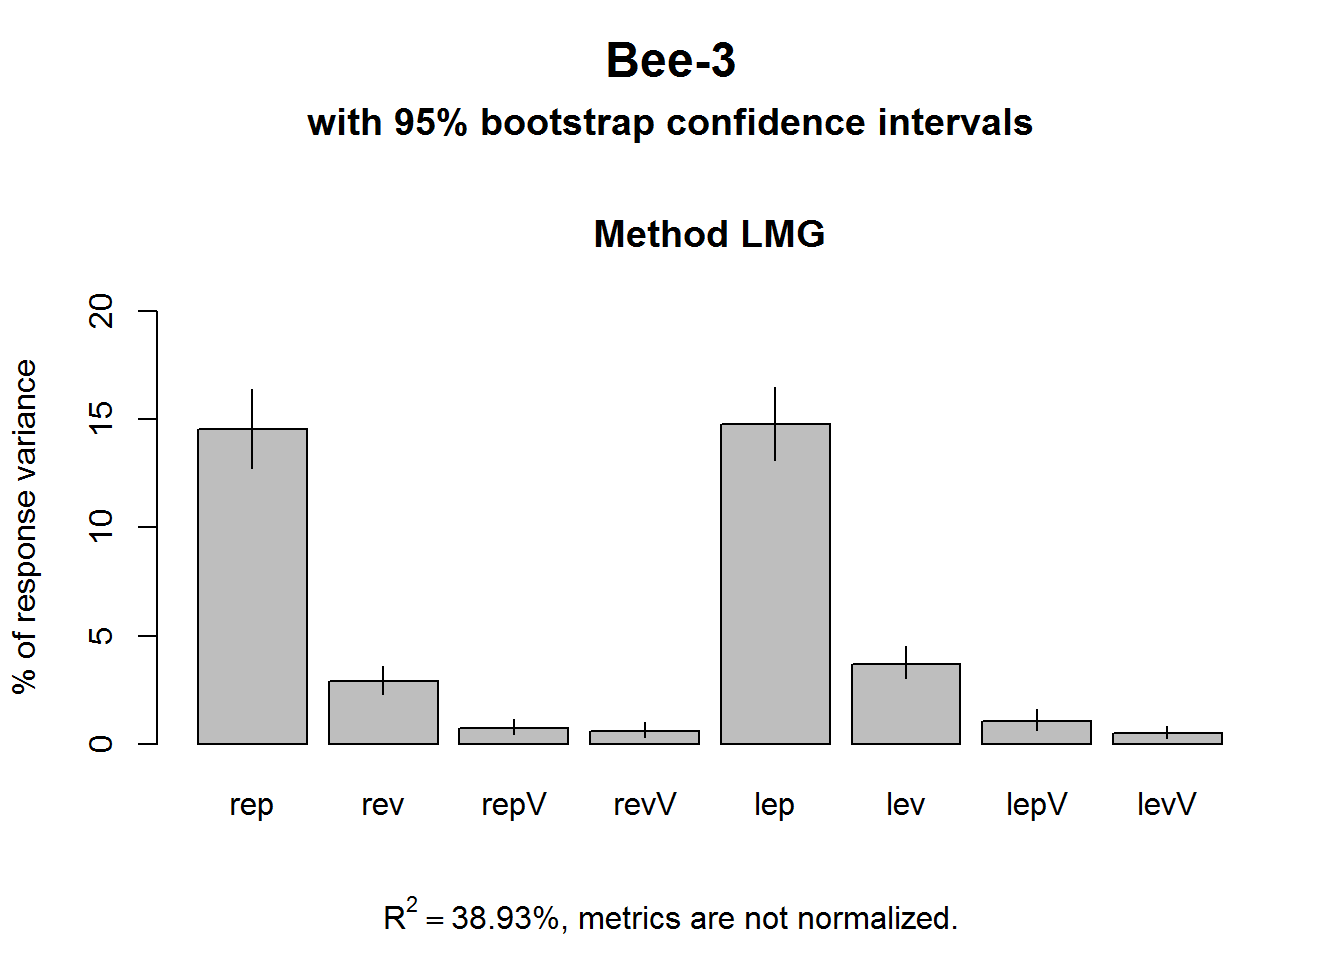 Bee-3
with 95% bootstrap confidence intervals
Method LMG
% of response variance
20
15
10
5
0
rep rev repV revV lep lev lepV levV
R² = 38.93%, metrics are not normalized.